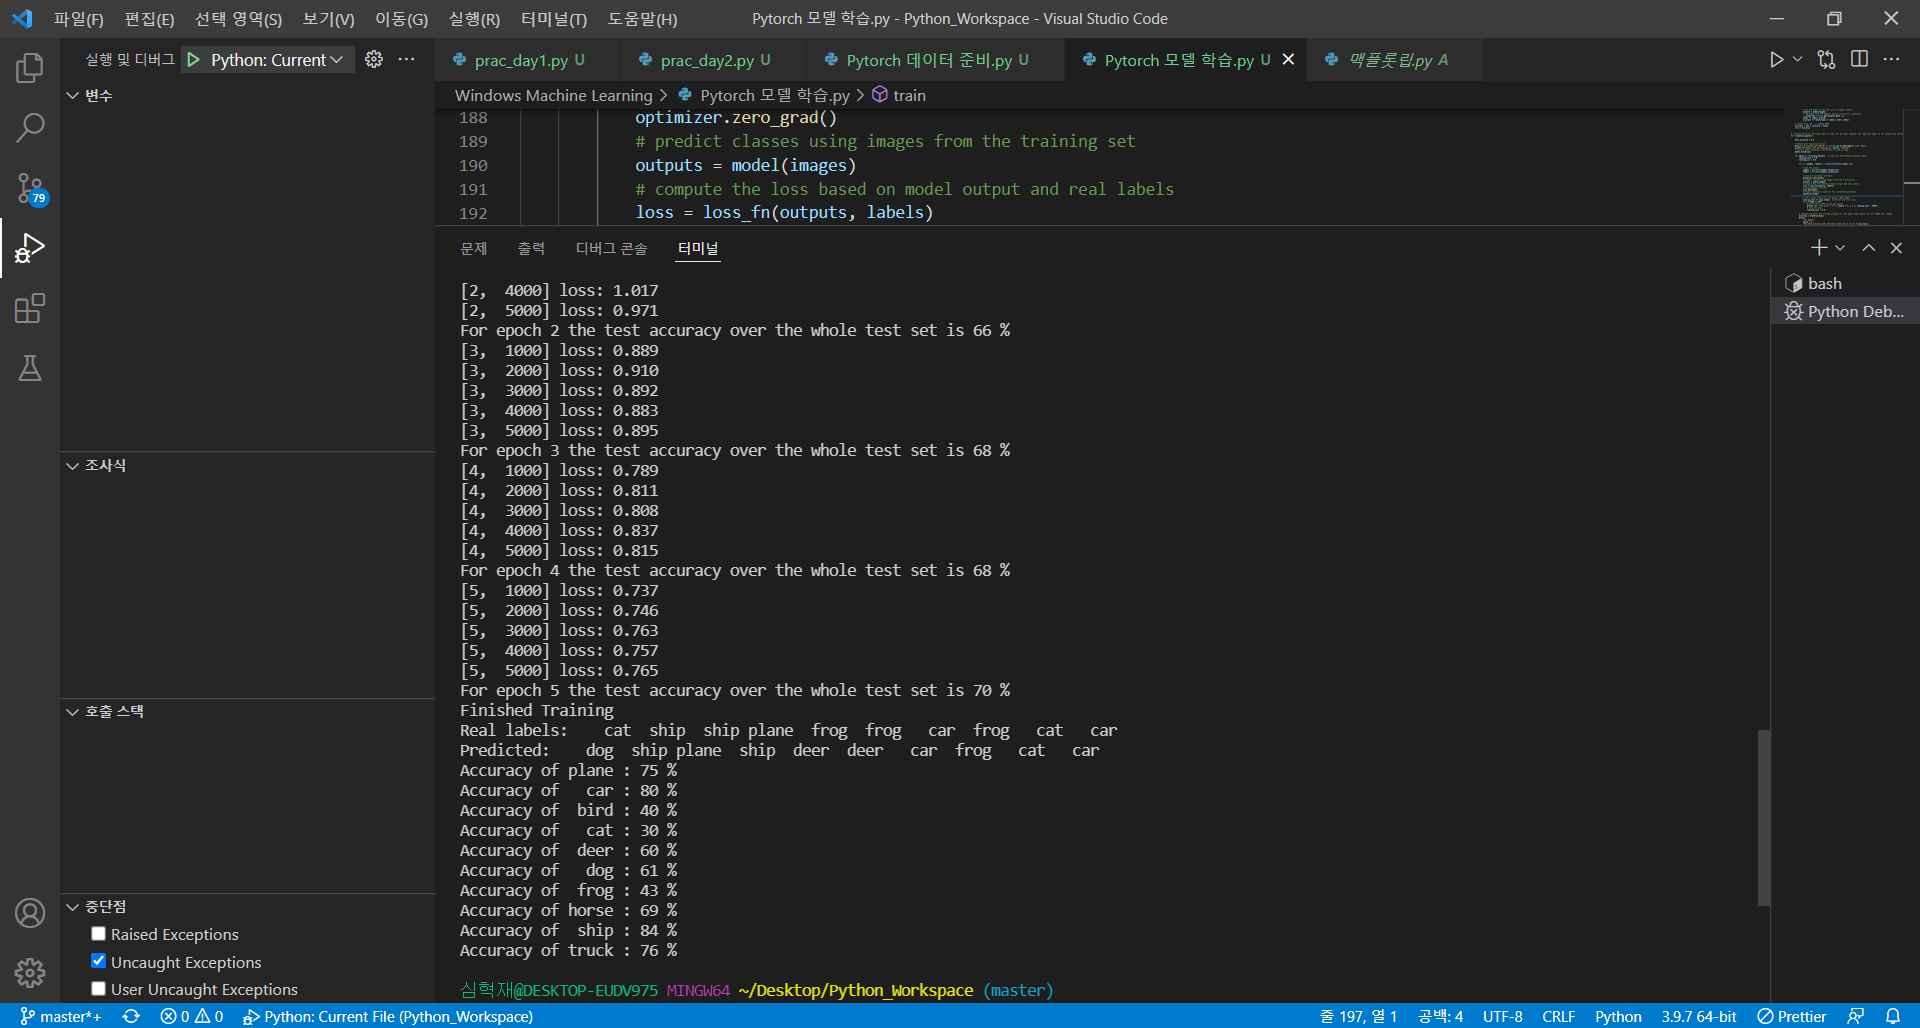 파일(F) 편집(E) 선택 영역(S) 보기(V) 이동(G) 실행(R) 터미널(T) 도움말(H) Pytorch 모델 학습.py - Python_Workspace - Visual Studio Code
실행 및 디버그 Python: Current
prac_day1.py U prac_day2.py U Pytorch 데이터 준비.py U Pytorch 모델 학습.py U 맥플롯립.py A
변수
Windows Machine Learning > Pytorch 모델 학습.py > train
188 optimizer.zero_grad()
189 # predict classes using images from the training set
190 outputs = model(images)
191 # compute the loss based on model output and real labels
192 loss = loss_fn(outputs, labels)
79
문제 출력 디버그 콘솔 터미널
bash
Python Deb...
[2,  4000] loss: 1.017
[2,  5000] loss: 0.971
For epoch 2 the test accuracy over the whole test set is 66 %
[3,  1000] loss: 0.889
[3,  2000] loss: 0.910
[3,  3000] loss: 0.892
[3,  4000] loss: 0.883
[3,  5000] loss: 0.895
For epoch 3 the test accuracy over the whole test set is 68 %
[4,  1000] loss: 0.789
[4,  2000] loss: 0.811
[4,  3000] loss: 0.808
[4,  4000] loss: 0.837
[4,  5000] loss: 0.815
For epoch 4 the test accuracy over the whole test set is 68 %
[5,  1000] loss: 0.737
[5,  2000] loss: 0.746
[5,  3000] loss: 0.763
[5,  4000] loss: 0.757
[5,  5000] loss: 0.765
For epoch 5 the test accuracy over the whole test set is 70 %
Finished Training
Real labels:    cat  ship  ship plane  frog  frog   car  frog   cat   car
Predicted:    dog  ship plane  ship  deer  deer   car  frog   cat   car
Accuracy of plane : 75 %
Accuracy of   car : 80 %
Accuracy of  bird : 40 %
Accuracy of   cat : 30 %
Accuracy of  deer : 60 %
Accuracy of   dog : 61 %
Accuracy of  frog : 43 %
Accuracy of horse : 69 %
Accuracy of  ship : 84 %
Accuracy of truck : 76 %
심혁재@DESKTOP-EUDV975 MINGW64 ~/Desktop/Python_Workspace (master)
조사식
호출 스택
중단점
Raised Exceptions
Uncaught Exceptions
User Uncaught Exceptions
master*+ 0 0 Python: Current File (Python_Workspace) 줄 197, 열 1 공백: 4 UTF-8 CRLF Python 3.9.7 64-bit Prettier